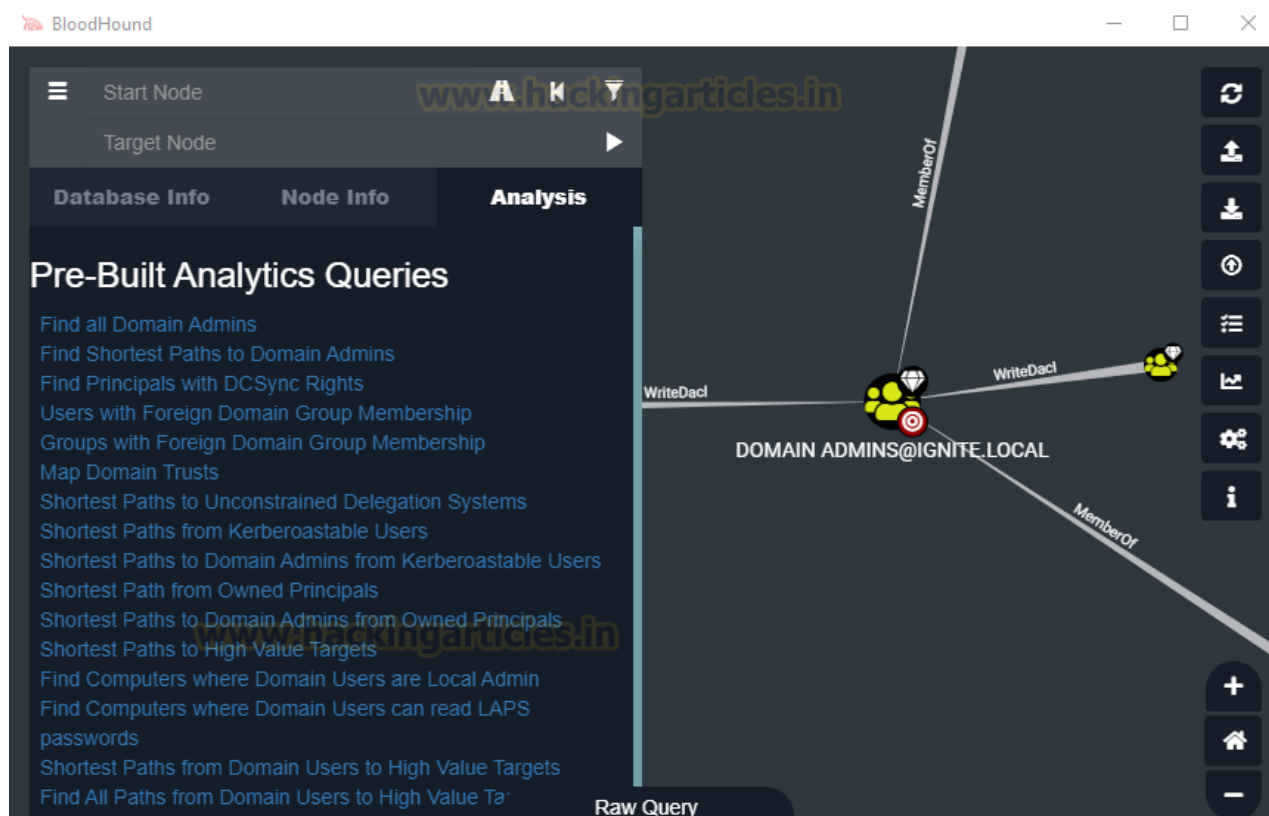 BloodHound
Start Node
www.hackingarticles.in
Target Node
Database Info Node Info Analysis
Pre-Built Analytics Queries
Find all Domain Admins
Find Shortest Paths to Domain Admins
Find Principals with DCSync Rights
Users with Foreign Domain Group Membership
Groups with Foreign Domain Group Membership
Map Domain Trusts
Shortest Paths to Unconstrained Delegation Systems
Shortest Paths from Kerberoastable Users
Shortest Paths to Domain Admins from Kerberoastable Users
Shortest Path from Owned Principals
Shortest Paths to Domain Admins from Owned Principals
www.hackingarticles.in
Shortest Paths to High Value Targets
Find Computers where Domain Users are Local Admin
Find Computers where Domain Users can read LAPS
passwords
Shortest Paths from Domain Users to High Value Targets
Find All Paths from Domain Users to High Value Tar
Raw Query
MemberOf
WriteDacl
WriteDacl
DOMAIN ADMINS@IGNITE.LOCAL
MemberOf